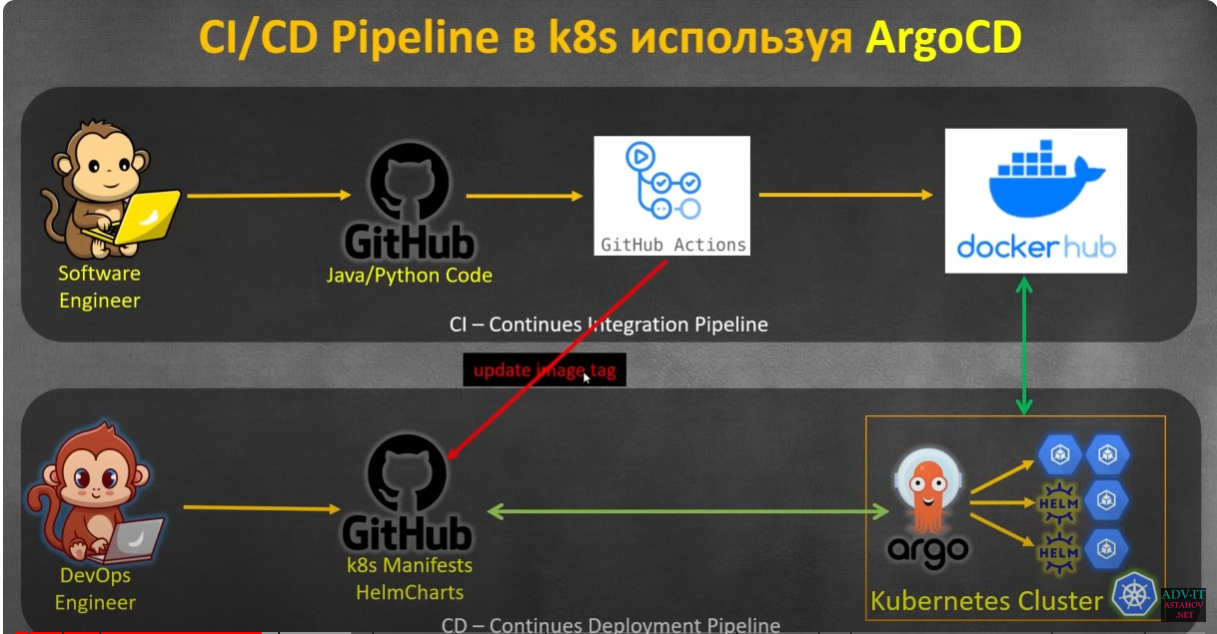 CI/CD Pipeline в k8s используя ArgoCD
Software
Engineer
GitHub
Java/Python Code
GitHub Actions
dockerhub
CI – Continues Integration Pipeline
update image tag
DevOps
Engineer
GitHub
k8s Manifests
HelmCharts
argo
HELM
HELM
Kubernetes Cluster
ADV-IT
ASTAHOV
.NET
CD – Continues Deployment Pipeline